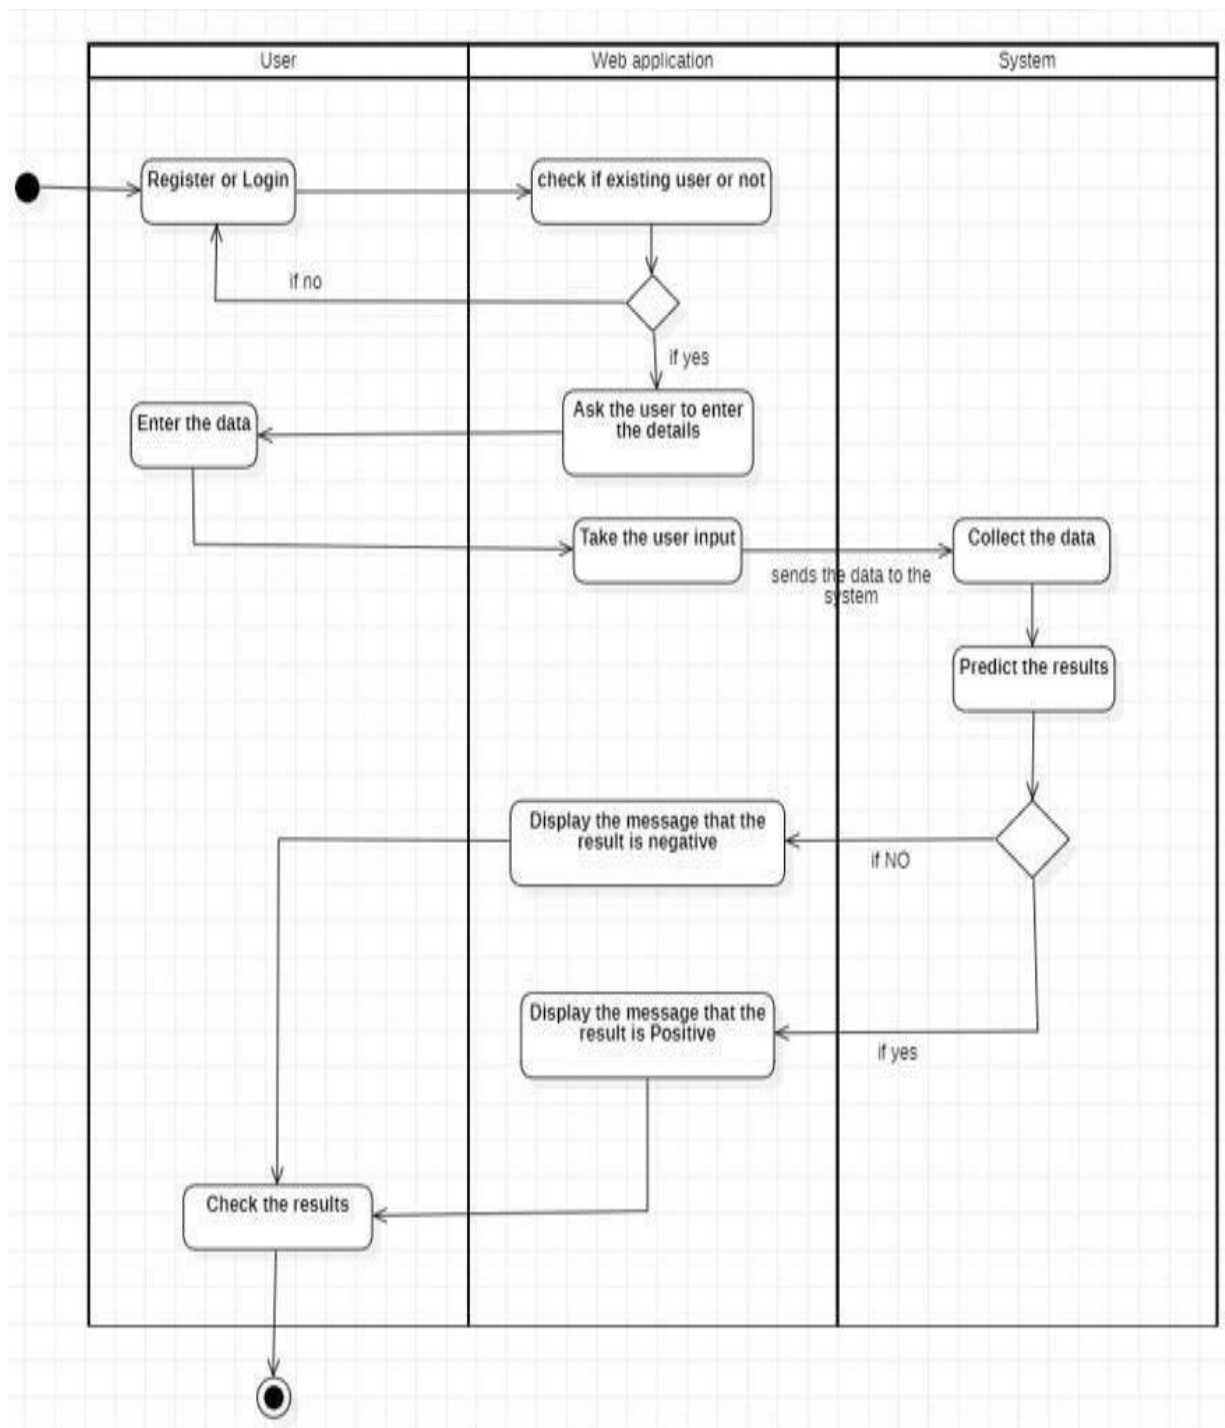 User
Web application
System
Register or Login
check if existing user or not
if no
if yes
Enter the data
Ask the user to enter
the details
Take the user input
Collect the data
sends the data to the
system
Predict the results
Display the message that the
result is negative
if NO
Display the message that the
result is Positive
if yes
Check the results